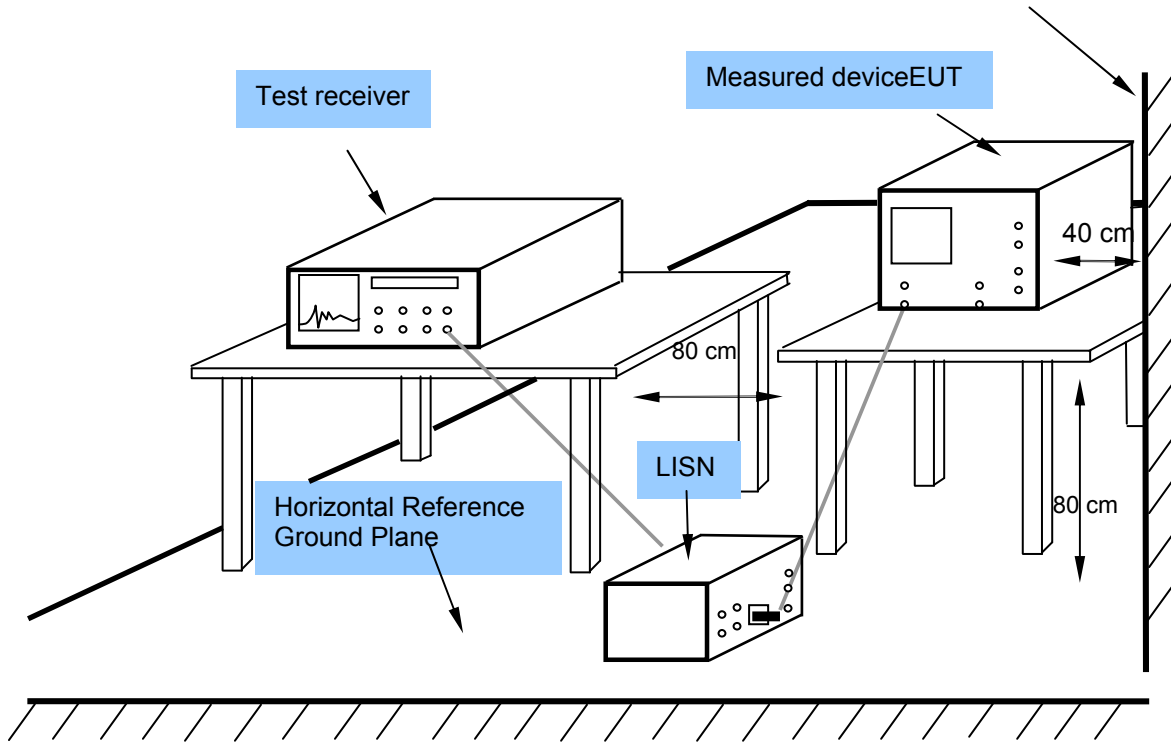 Measured deviceEUT
Test receiver
40 cm
80 cm
LISN
Horizontal Reference
Ground Plane
80 cm